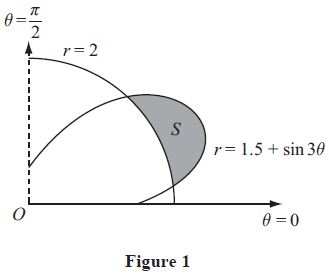 θ = π/2
r = 2
S
r = 1.5 + sin 3θ
O
θ = 0
Figure 1